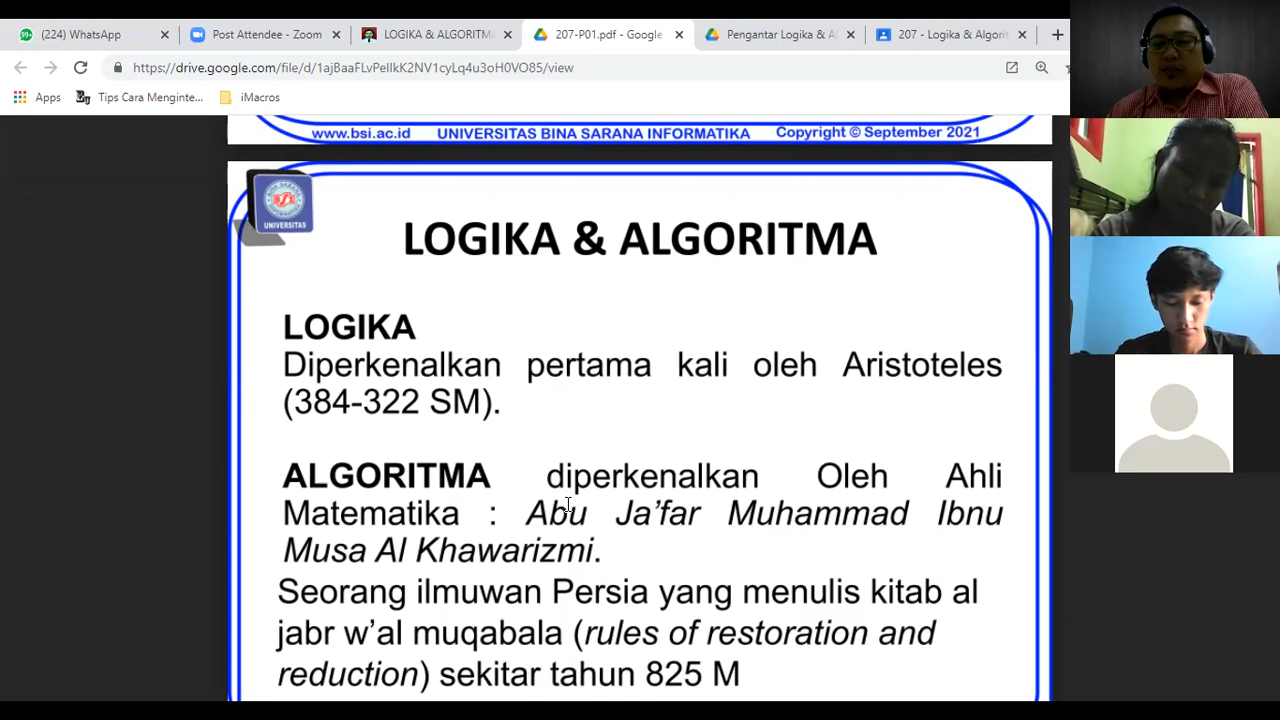 (224) WhatsApp
Post Attendee - Zoom
LOGIKA & ALGORITMA
207-P01.pdf - Google
Pengantar Logika & Al
207 - Logika & Algorit
https://drive.google.com/file/d/1ajBaaFLvPellkK2NV1cyLq4u3oH0VO85/view
Apps
Tips Cara Menginte...
iMacros
www.bsi.ac.id UNIVERSITAS BINA SARANA INFORMATIKA Copyright © September 2021
UNIVERSITAS
LOGIKA & ALGORITMA
LOGIKA
Diperkenalkan pertama kali oleh Aristoteles
(384-322 SM).
ALGORITMA diperkenalkan Oleh Ahli
Matematika : Abu Ja’far Muhammad Ibnu
Musa Al Khawarizmi.
Seorang ilmuwan Persia yang menulis kitab al
jabr w’al muqabala (rules of restoration and
reduction) sekitar tahun 825 M